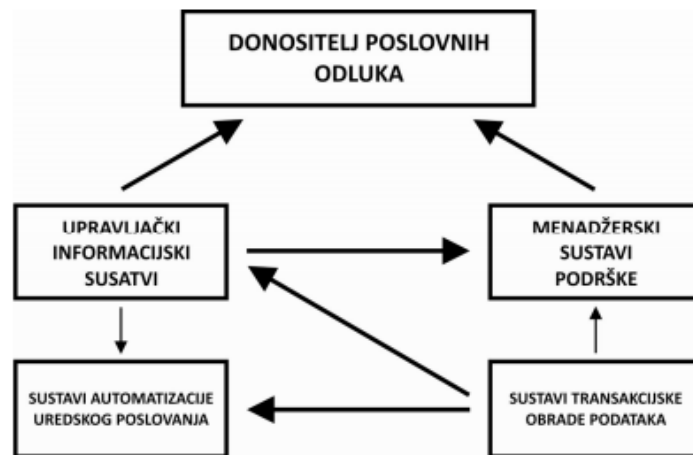 DONOSITELJ POSLOVNIH
ODLUKA
UPRAVLJAČKI
INFORMACIJSKI
SUSATVI
MENADŽERSKI
SUSTAVI
PODRŠKE
SUSTAVI AUTOMATIZACIJE
UREDSKOG POSLOVANJA
SUSTAVI TRANSAKCIJSKE
OBRADE PODATAKA